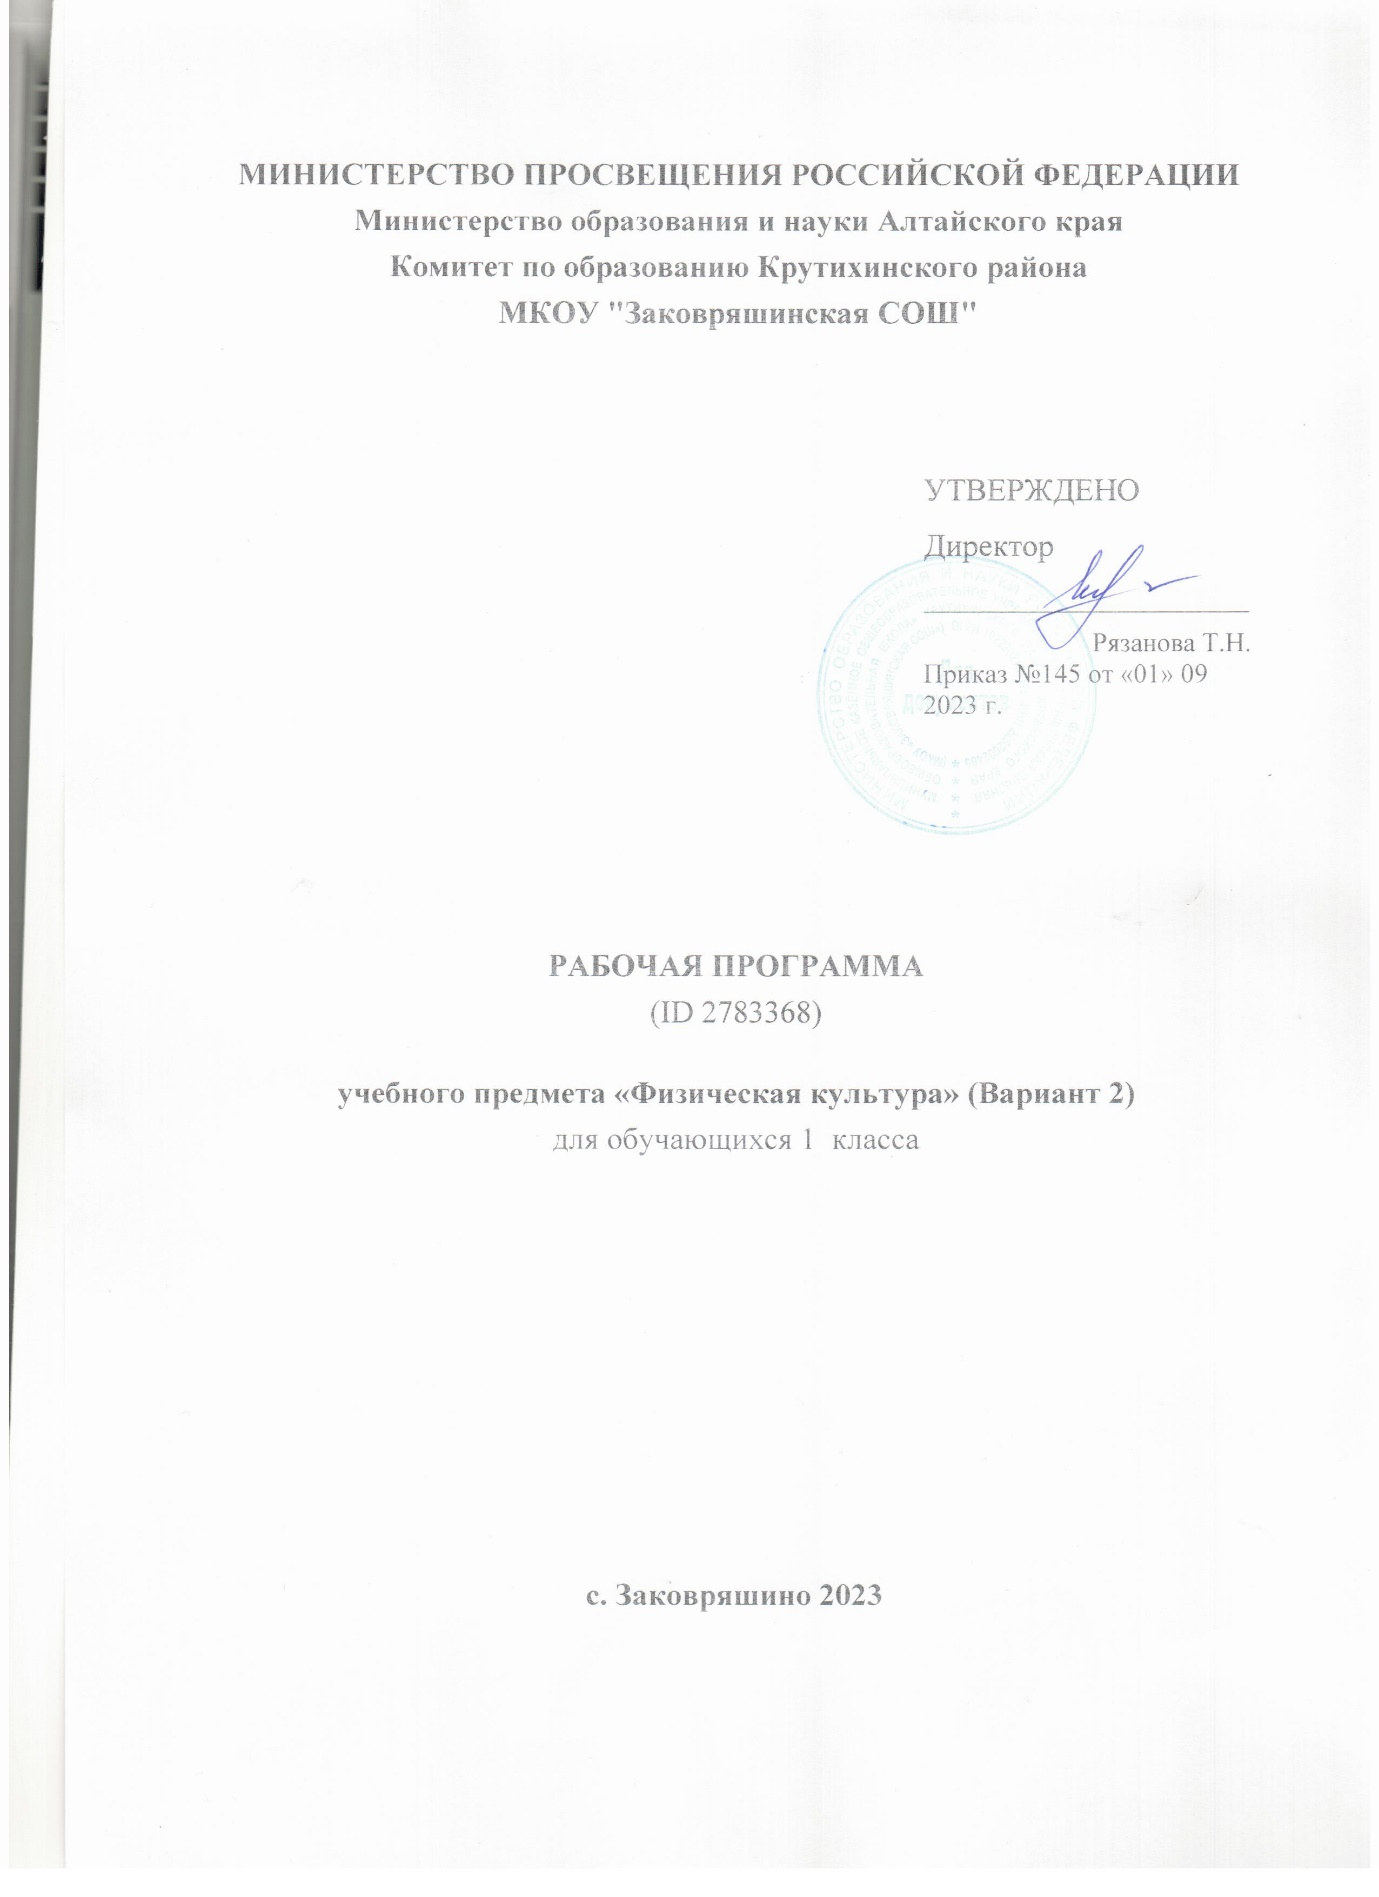 МИНИСТЕРСТВО ПРОСВЕЩЕНИЯ РОССИЙСКОЙ ФЕДЕРАЦИИ
Министерство образования и науки Алтайского края
Комитет по образованию Крутихинского района
МКОУ "Заковряшинская СОШ"
УТВЕРЖДЕНО
Директор
Рязанова Т.Н.
Приказ №145 от «01» 09
2023 г.
РАБОЧАЯ ПРОГРАММА
(ID 2783368)
учебного предмета «Физическая культура» (Вариант 2)
для обучающихся 1 класса
с. Заковряшино 2023